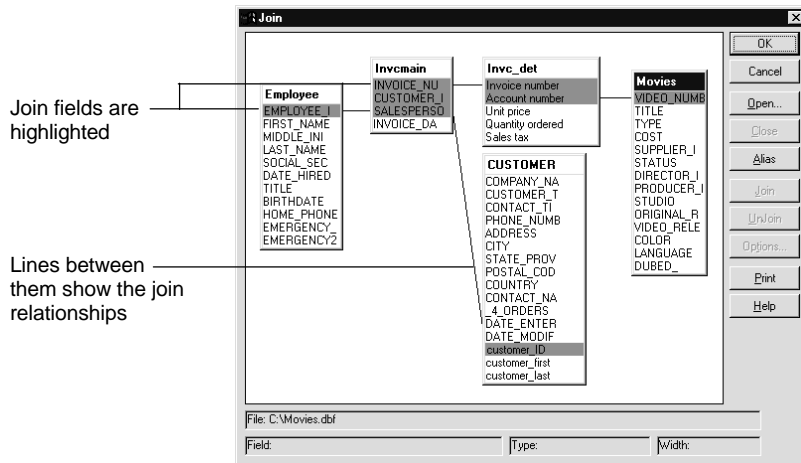 Join
Join fields are
highlighted
Lines between
them show the join
relationships
Employee
EMPLOYEE_I
FIRST_NAME
MIDDLE_INI
LAST_NAME
SOCIAL_SEC
DATE_HIRED
TITLE
BIRTHDATE
HOME_PHONE
EMERGENCY_
EMERGENCY2
Invcmain
INVOICE_NU
CUSTOMER_I
SALESPERSO
INVOICE_DA
Invc_det
Invoice number
Account number
Unit price
Quantity ordered
Sales tax
CUSTOMER
COMPANY_NA
CUSTOMER_T
CONTACT_TI
PHONE_NUMB
ADDRESS
CITY
STATE_PROV
POSTAL_COD
COUNTRY
CONTACT_NA
_4_ORDERS
DATE_ENTER
DATE_MODIF
customer_ID
customer_first
customer_last
Movies
VIDEO_NUMB
TITLE
TYPE
COST
SUPPLIER_I
STATUS
DIRECTOR_I
PRODUCER_I
STUDIO
ORIGINAL_R
VIDEO_RELE
COLOR
LANGUAGE
DUBED_
OK
Cancel
Open...
Close
Alias
Join
UnJoin
Options...
Print
Help
File: C:\Movies.dbf
Field:
Type:
Width: